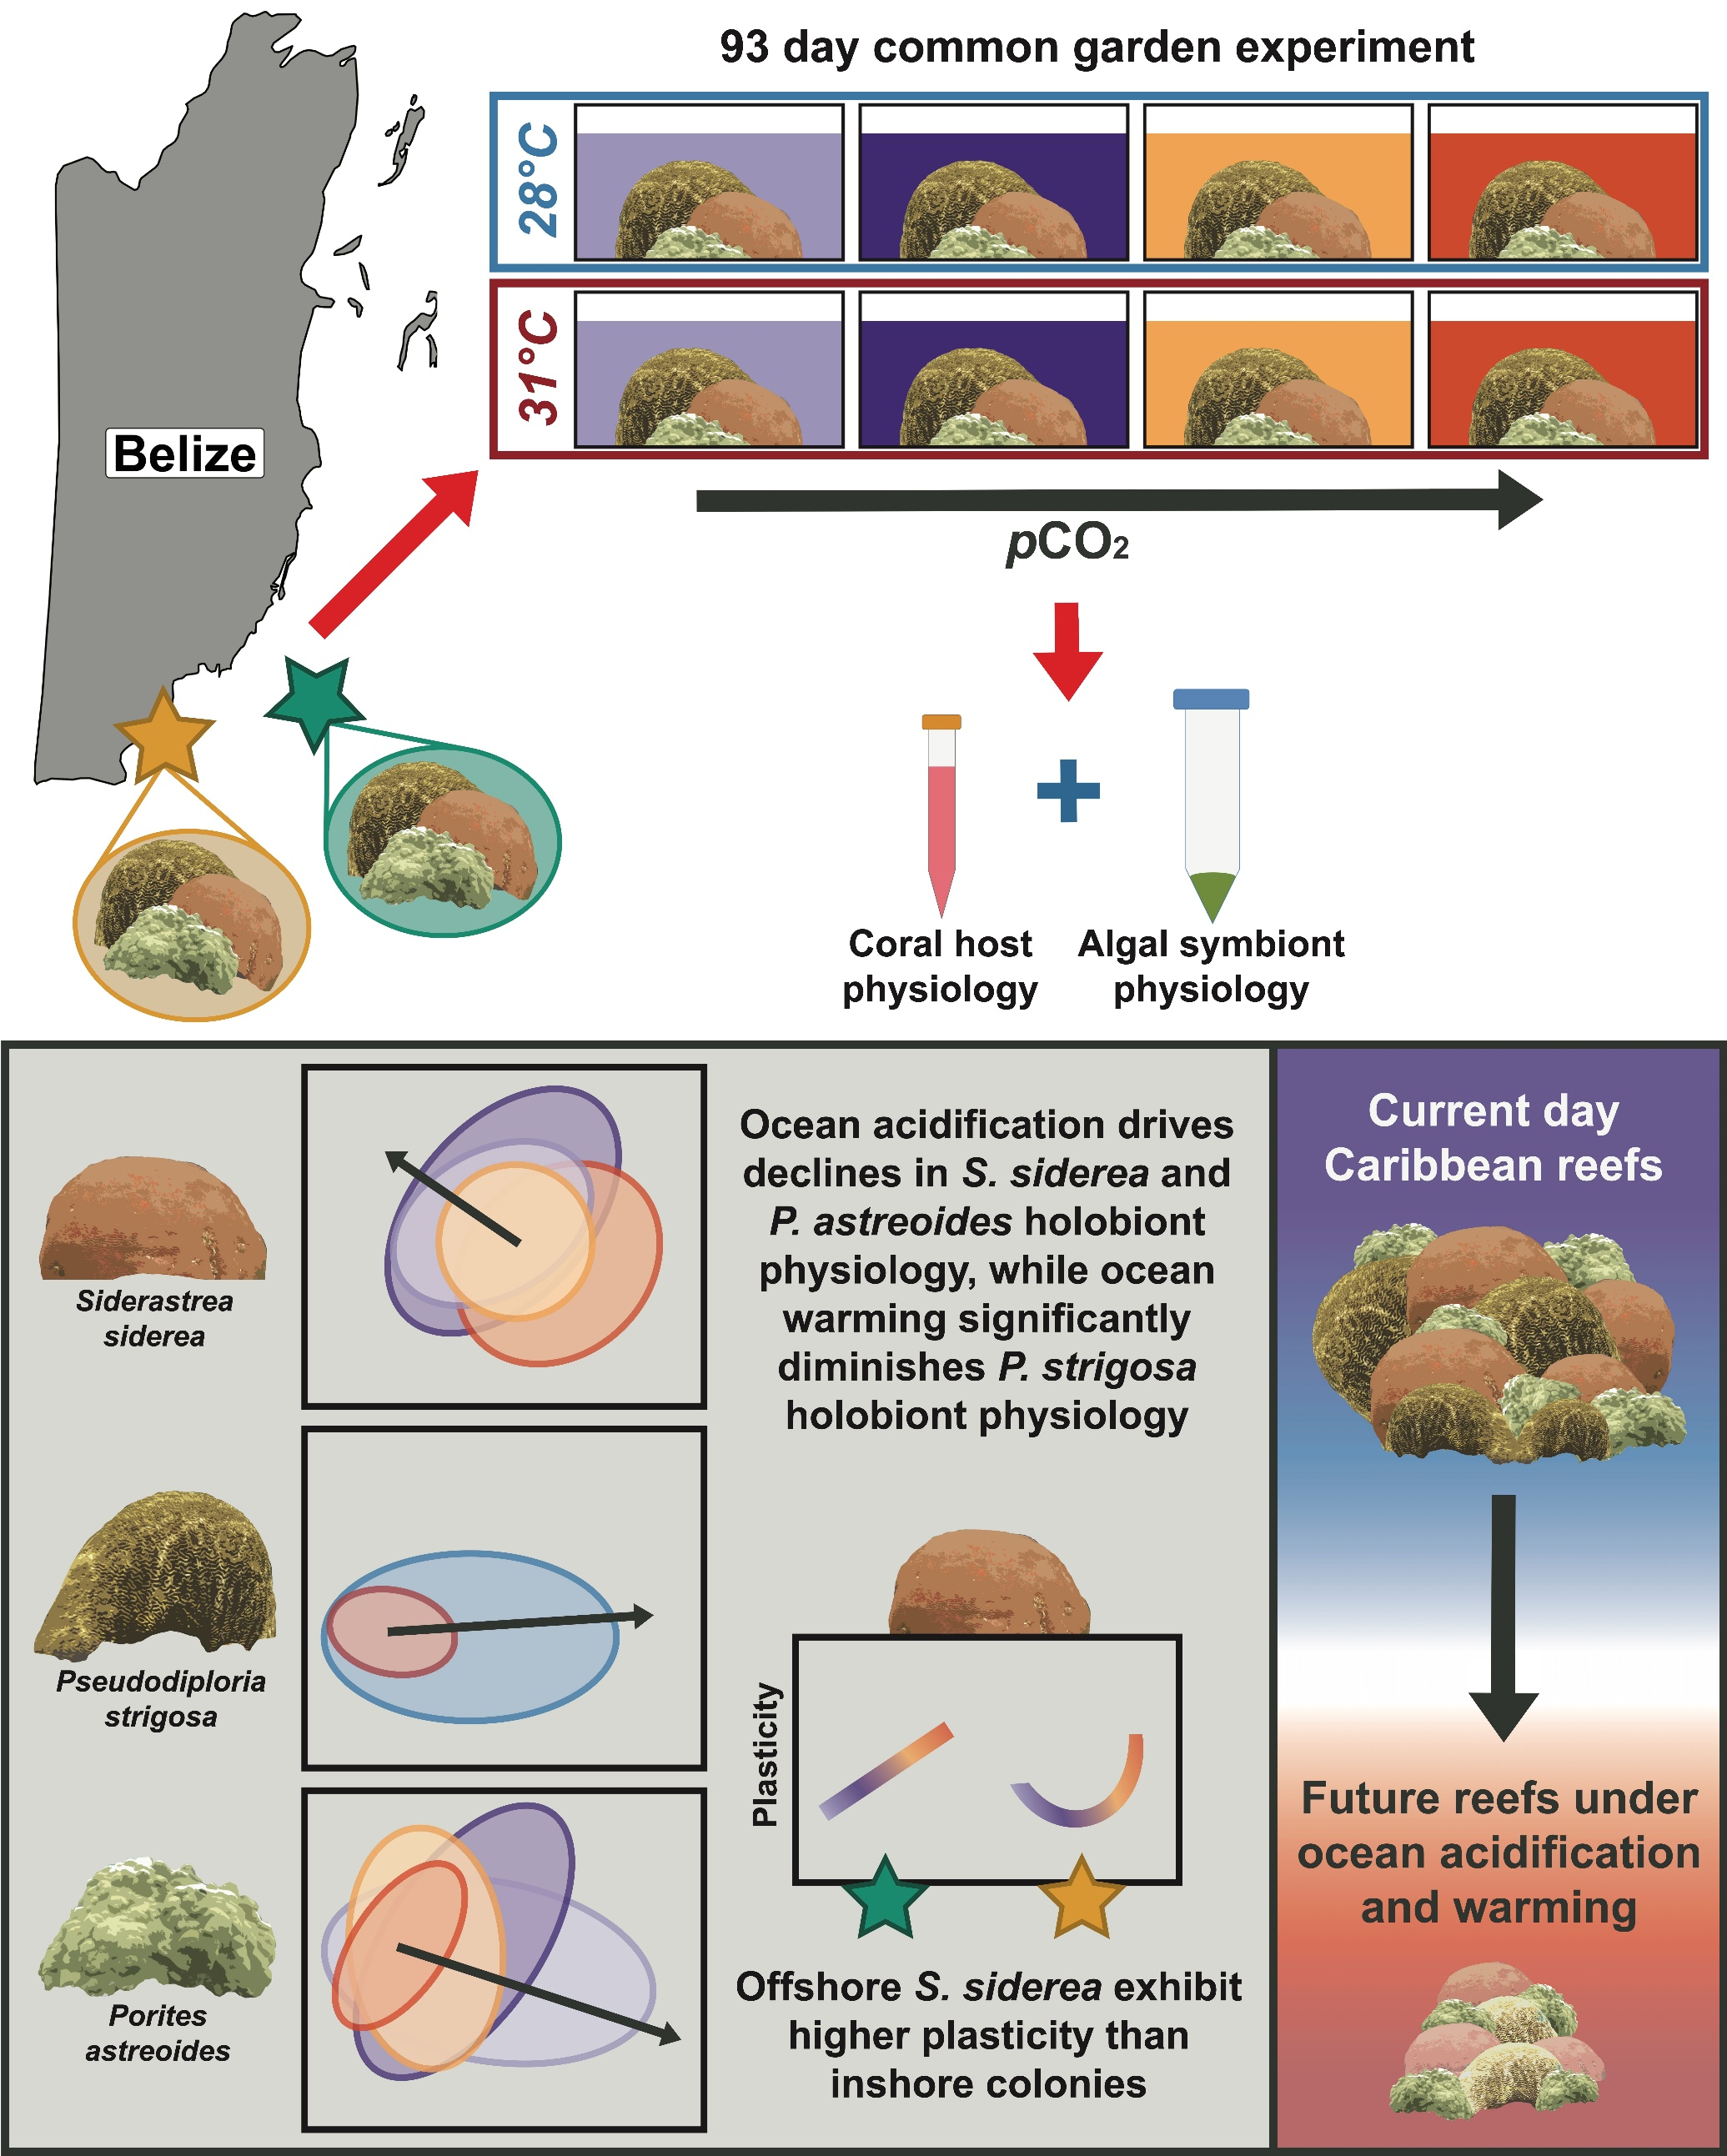 93 day common garden experiment
28°C
31°C
Belize
pCO₂
Coral host
physiology
Algal symbiont
physiology
Siderastrea
siderea
Pseudodiploria
strigosa
Porites
astreoides
Ocean acidification drives
declines in S. siderea and
P. astreoides holobiont
physiology, while ocean
warming significantly
diminishes P. strigosa
holobiont physiology
Plasticity
Offshore S. siderea exhibit
higher plasticity than
inshore colonies
Current day
Caribbean reefs
Future reefs under
ocean acidification
and warming